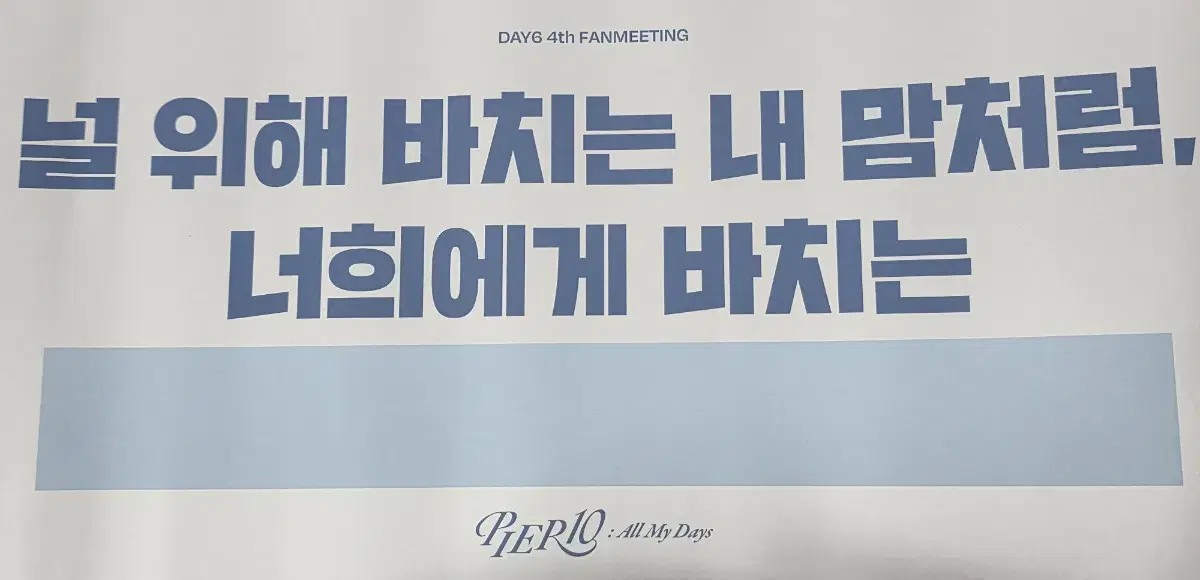 DAY6 4th FANMEETING
널 위해 바치는 내 맘처럼,
너희에게 바치는
PIER10 : All My Days